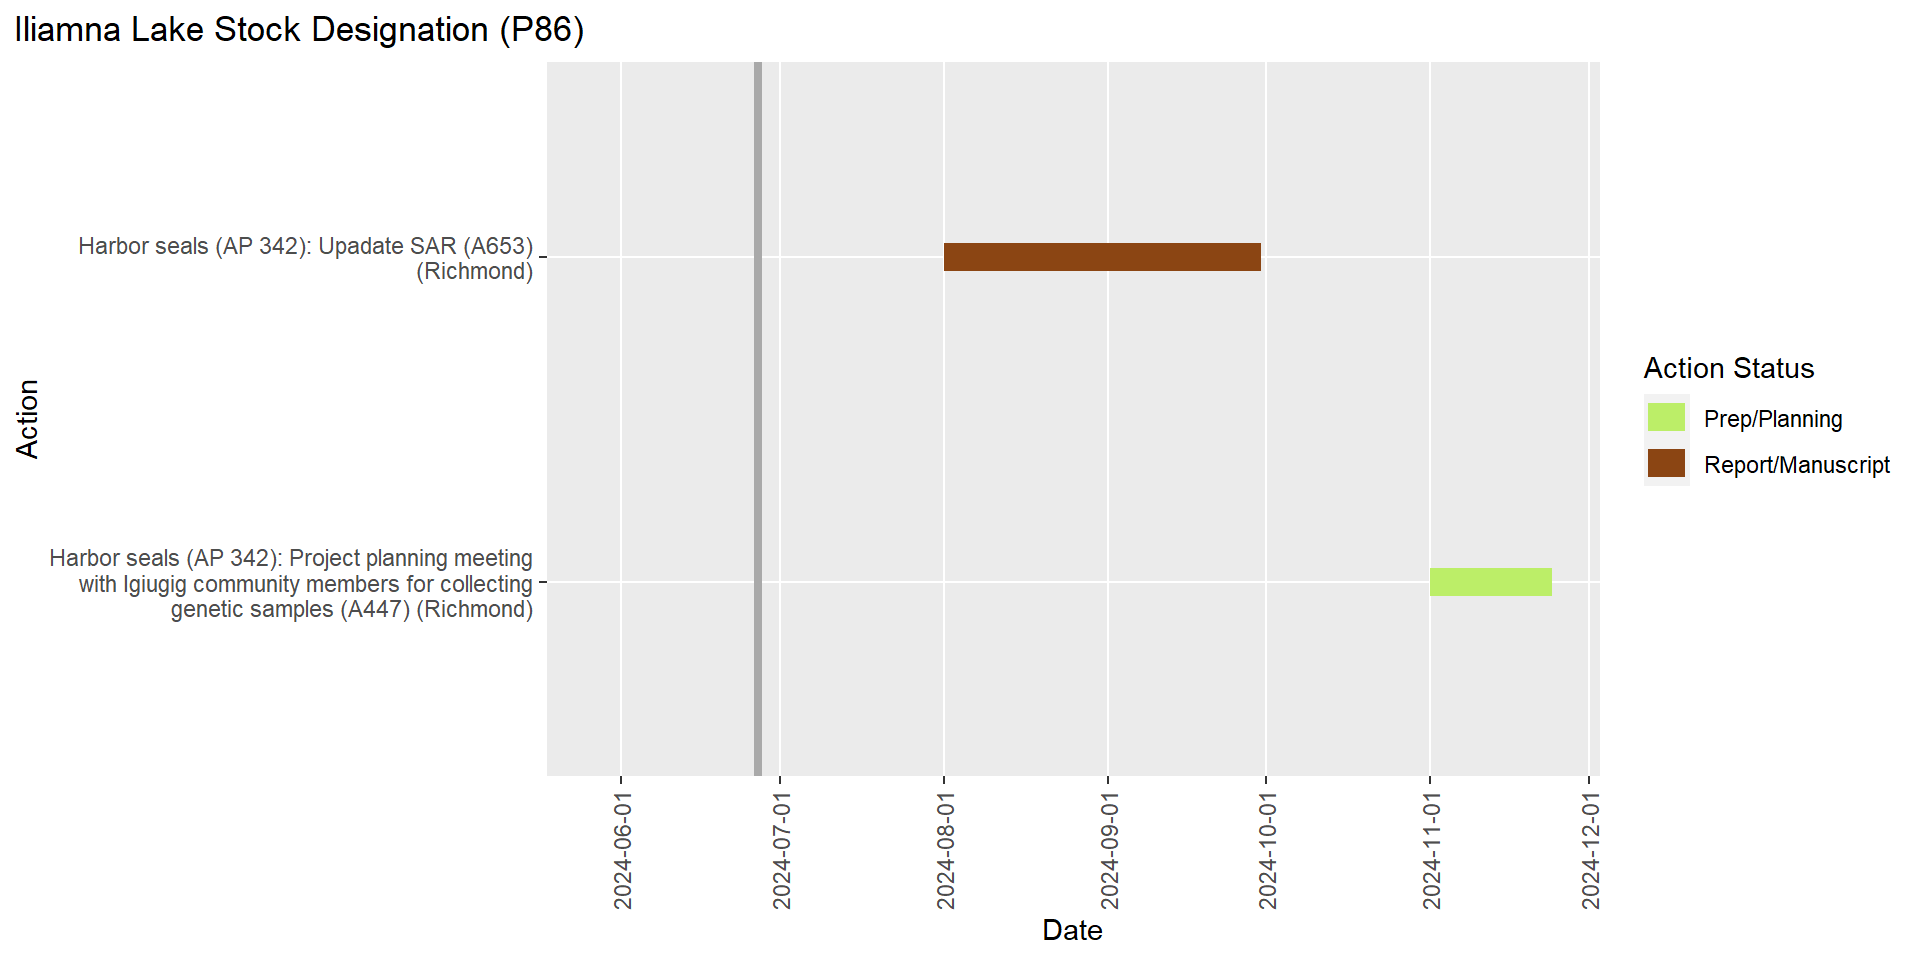 Iliamna Lake Stock Designation (P86)
Harbor seals (AP 342): Upadate SAR (A653)
(Richmond)
Harbor seals (AP 342): Project planning meeting
with Igiugig community members for collecting
genetic samples (A447) (Richmond)
Action
2024-06-01
2024-07-01
2024-08-01
2024-09-01
2024-10-01
2024-11-01
2024-12-01
Date
Action Status
Prep/Planning
Report/Manuscript